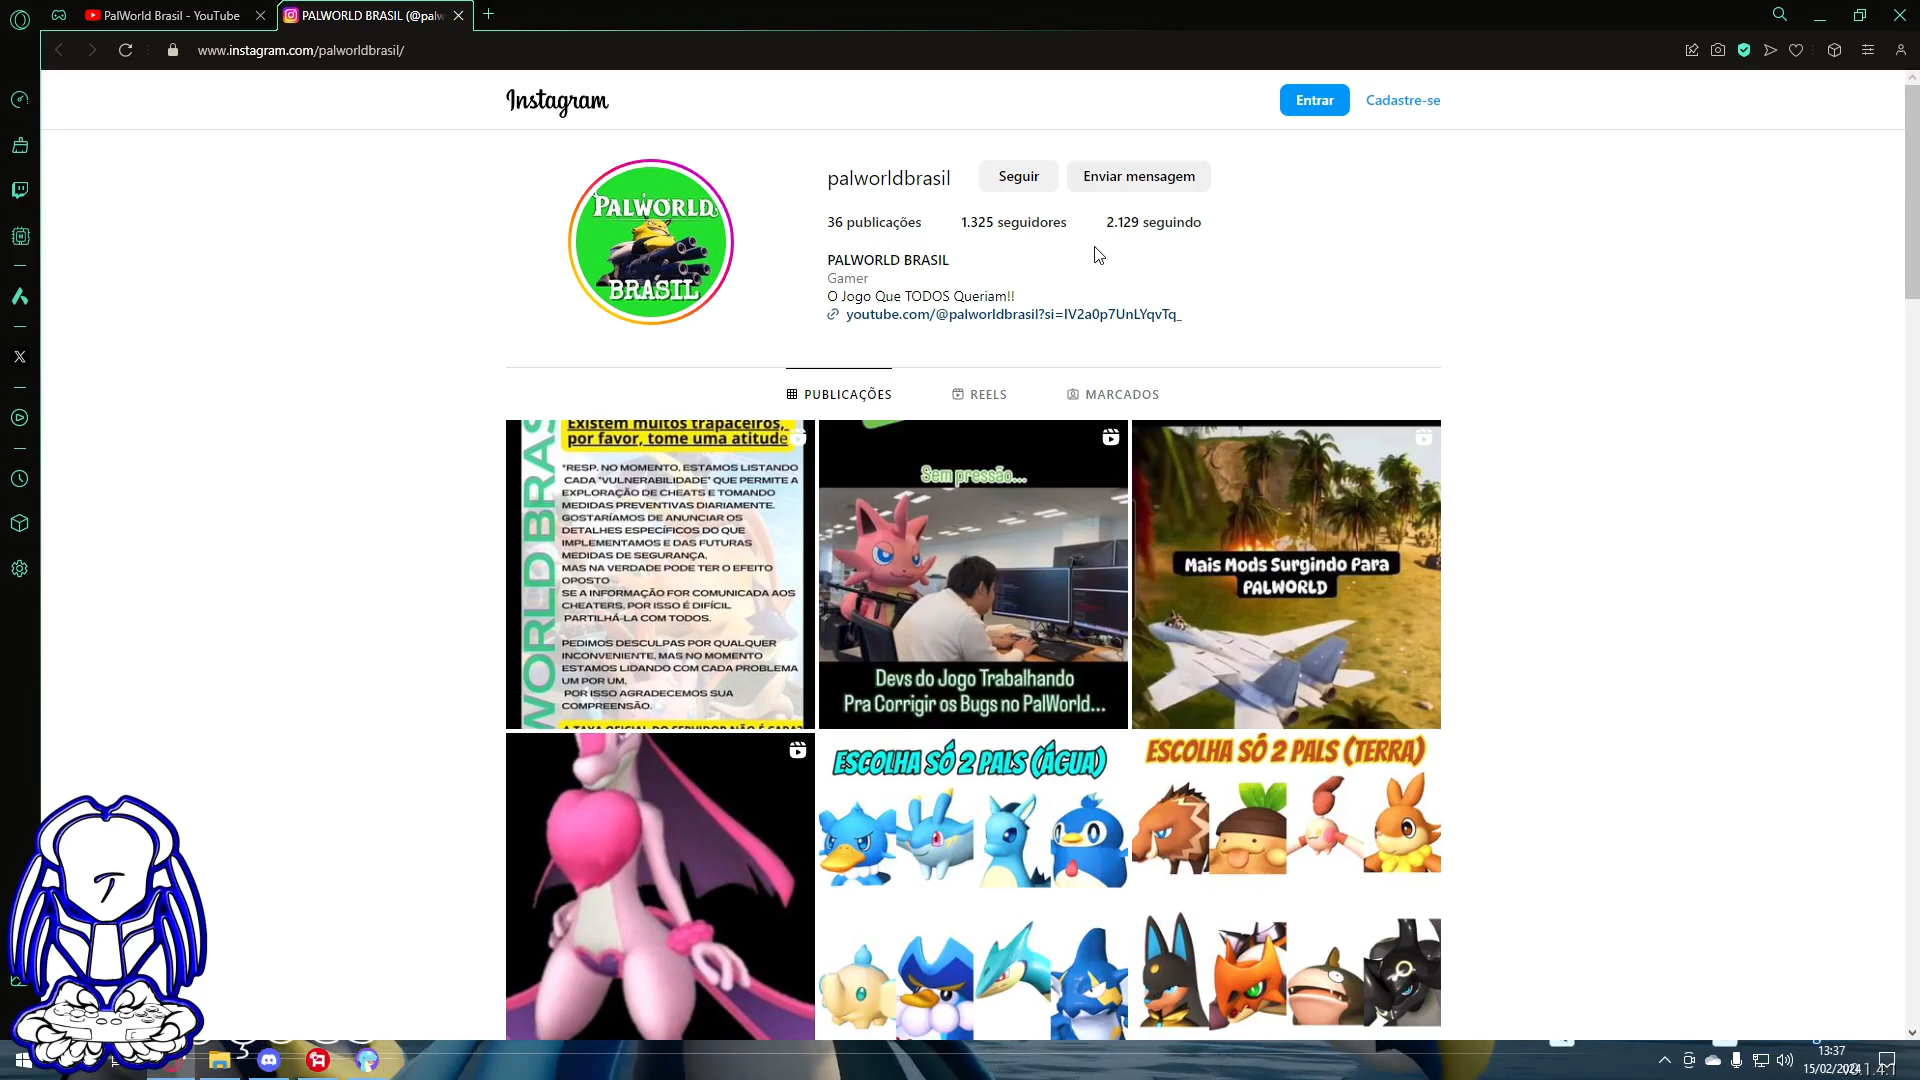 PalWorld Brasil - YouTube
PALWORLD BRASIL (@palw
www.instagram.com/palworldbrasil/
Instagram
Entrar
Cadastre-se
PALWORLD
BRASIL
palworldbrasil
Seguir
Enviar mensagem
36 publicações
1.325 seguidores
2.129 seguindo
PALWORLD BRASIL
Gamer
O Jogo Que TODOS Queriam!!
youtube.com/@palworldbrasil?si=IV2a0p7UnLYqvTq_
PUBLICAÇÕES
REELS
MARCADOS
WORLD BRAS
Existem muitos trapaceiros,
por favor, tome uma atitude
*RESP. NO MOMENTO, ESTAMOS LISTANDO
CADA "VULNERABILIDADE" QUE PERMITE A
EXPLORAÇÃO DE CHEATS E TOMANDO
MEDIDAS PREVENTIVAS DIARIAMENTE.
GOSTARÍAMOS DE ANUNCIAR OS
DETALHES ESPECÍFICOS DO QUE
IMPLEMENTAMOS E DAS FUTURAS
MEDIDAS DE SEGURANÇA,
MAS NA VERDADE PODE TER O EFEITO
OPOSTO
SE A INFORMAÇÃO FOR COMUNICADA AOS
CHEATERS, POR ISSO É DIFÍCIL
PARTILHÁ-LA COM TODOS.
PEDIMOS DESCULPAS POR QUALQUER
INCONVENIENTE, MAS NO MOMENTO
ESTAMOS LIDANDO COM CADA PROBLEMA
UM POR UM,
POR ISSO AGRADECEMOS SUA
COMPREENSÃO.
A TAXA OFICIAL DO SERVIDOR NÃO É CARA?
Sem pressão...
Devs do Jogo Trabalhando
Pra Corrigir os Bugs no PalWorld...
Mais Mods Surgindo Para
PALWORLD
ESCOLHA SÓ 2 PALS (ÁGUA)
ESCOLHA SÓ 2 PALS (TERRA)
13:37
15/02/2024